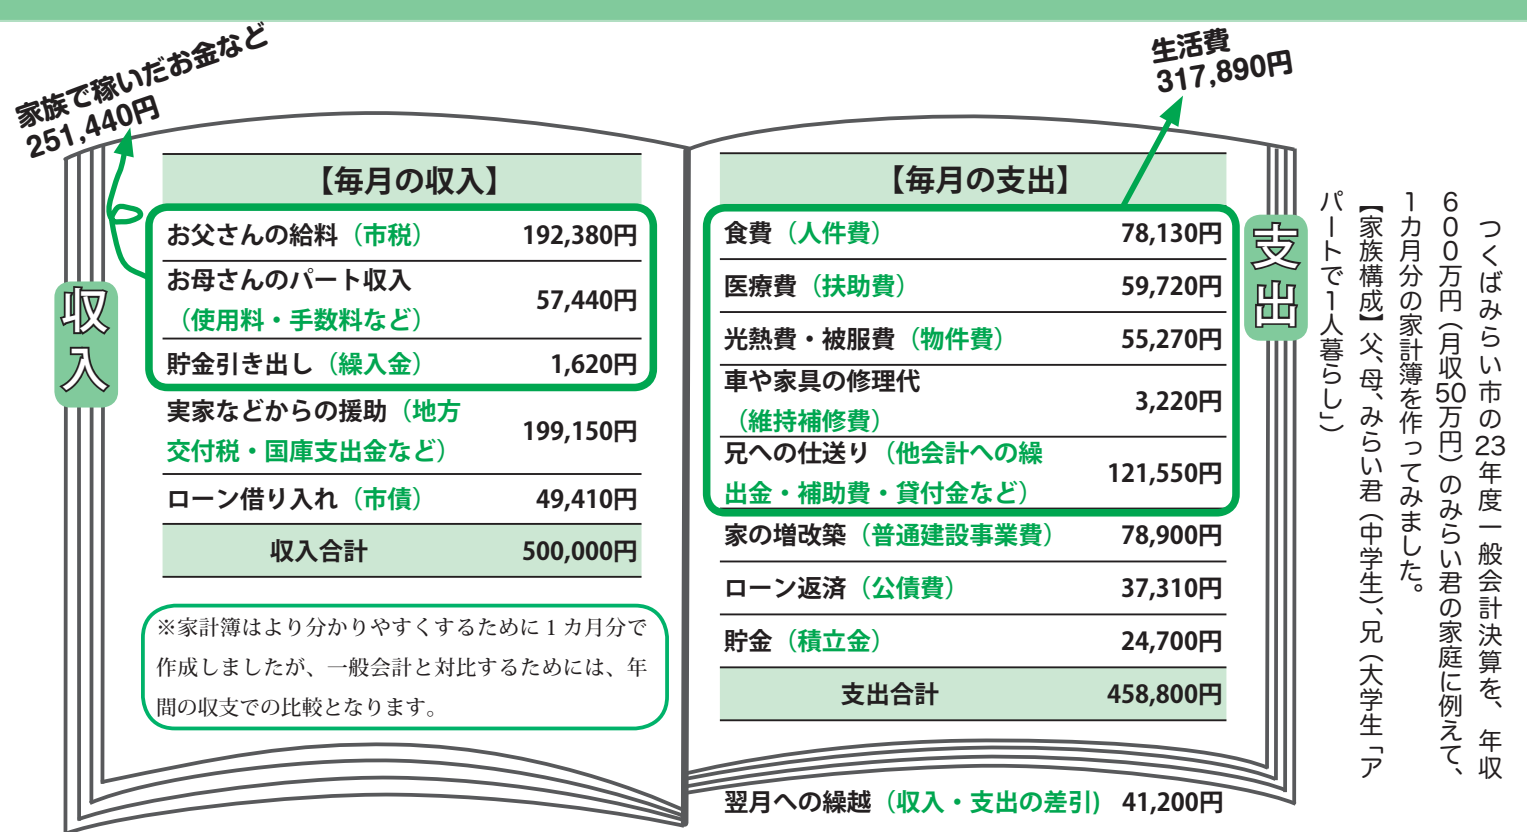 つくばみらい市の23年度一般会計決算を、年収
600万円（月収50万円）のみらい君の家庭に例えて、
1カ月分の家計簿を作ってみました。
【家族構成】父、母、みらい君（中学生）、兄（大学生「ア
パートで1人暮らし」）
家族で稼いだお金など
251,440円
収入
【毎月の収入】
お父さんの給料（市税） 192,380円
お母さんのパート収入
（使用料・手数料など） 57,440円
貯金引き出し（繰入金） 1,620円
実家などからの援助（地方
交付税・国庫支出金など） 199,150円
ローン借り入れ（市債） 49,410円
収入合計 500,000円
※家計簿はより分かりやすくするために1カ月分で
作成しましたが、一般会計と対比するためには、年
間の収支での比較となります。
生活費
317,890円
支出
【毎月の支出】
食費（人件費） 78,130円
医療費（扶助費） 59,720円
光熱費・被服費（物件費） 55,270円
車や家具の修理代
（維持補修費） 3,220円
兄への仕送り（他会計への繰
出金・補助費・貸付金など） 121,550円
家の増改築（普通建設事業費） 78,900円
ローン返済（公債費） 37,310円
貯金（積立金） 24,700円
支出合計 458,800円
翌月への繰越（収入・支出の差引) 41,200円